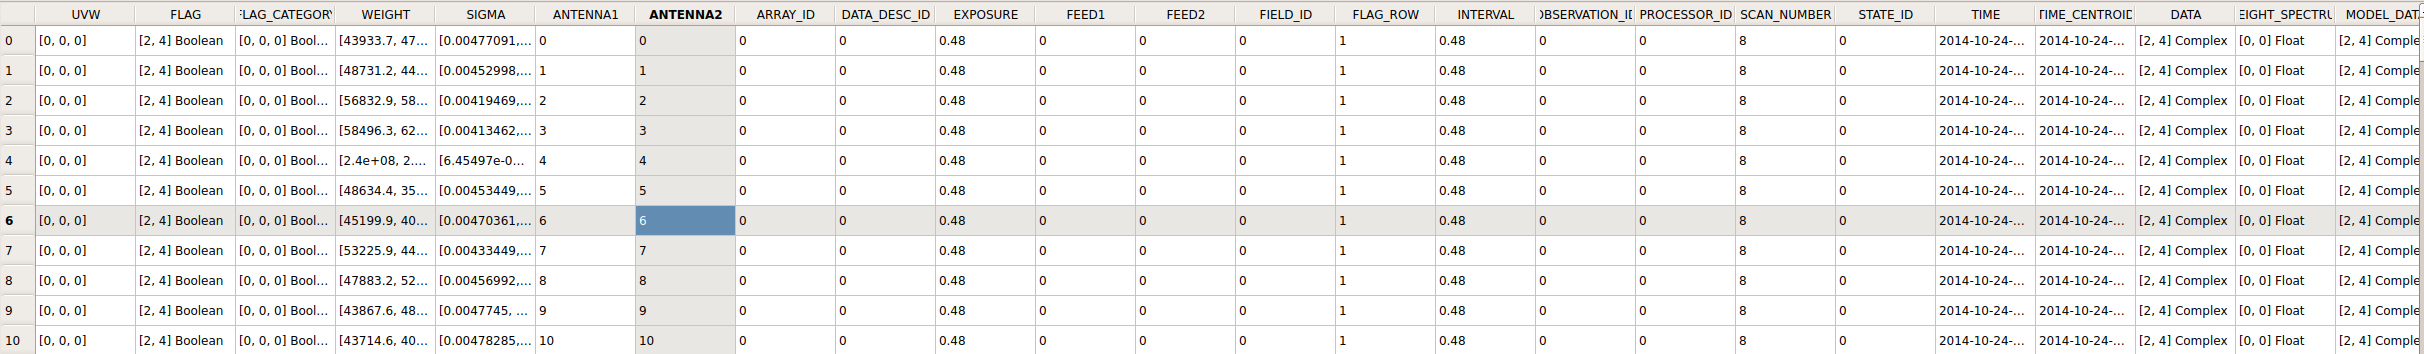 UVW FLAG FLAG_CATEGORY WEIGHT SIGMA ANTENNA1 ANTENNA2 ARRAY_ID DATA_DESC_ID EXPOSURE FEED1 FEED2 FIELD_ID FLAG_ROW INTERVAL OBSERVATION_ID PROCESSOR_ID SCAN_NUMBER STATE_ID TIME TIME_CENTROID DATA EIGHT_SPECTRU MODEL_DATA
0 [0, 0, 0] [2, 4] Boolean [0, 0, 0] Bool... [43933.7, 47... [0.00477091,... 0 0 0 0 0.48 0 0 0 1 0.48 0 0 8 0 2014-10-24-... 2014-10-24-... [2, 4] Complex [0, 0] Float [2, 4] Comple
1 [0, 0, 0] [2, 4] Boolean [0, 0, 0] Bool... [48731.2, 44... [0.00452998,... 1 1 0 0 0.48 0 0 0 1 0.48 0 0 8 0 2014-10-24-... 2014-10-24-... [2, 4] Complex [0, 0] Float [2, 4] Comple
2 [0, 0, 0] [2, 4] Boolean [0, 0, 0] Bool... [56832.9, 58... [0.00419469,... 2 2 0 0 0.48 0 0 0 1 0.48 0 0 8 0 2014-10-24-... 2014-10-24-... [2, 4] Complex [0, 0] Float [2, 4] Comple
3 [0, 0, 0] [2, 4] Boolean [0, 0, 0] Bool... [58496.3, 62... [0.00413462,... 3 3 0 0 0.48 0 0 0 1 0.48 0 0 8 0 2014-10-24-... 2014-10-24-... [2, 4] Complex [0, 0] Float [2, 4] Comple
4 [0, 0, 0] [2, 4] Boolean [0, 0, 0] Bool... [2.4e+08, 2.... [6.45497e-0... 4 4 0 0 0.48 0 0 0 1 0.48 0 0 8 0 2014-10-24-... 2014-10-24-... [2, 4] Complex [0, 0] Float [2, 4] Comple
5 [0, 0, 0] [2, 4] Boolean [0, 0, 0] Bool... [48634.4, 35... [0.00453449,... 5 5 0 0 0.48 0 0 0 1 0.48 0 0 8 0 2014-10-24-... 2014-10-24-... [2, 4] Complex [0, 0] Float [2, 4] Comple
6 [0, 0, 0] [2, 4] Boolean [0, 0, 0] Bool... [45199.9, 40... [0.00470361,... 6 6 0 0 0.48 0 0 0 1 0.48 0 0 8 0 2014-10-24-... 2014-10-24-... [2, 4] Complex [0, 0] Float [2, 4] Comple
7 [0, 0, 0] [2, 4] Boolean [0, 0, 0] Bool... [53225.9, 44... [0.00433449,... 7 7 0 0 0.48 0 0 0 1 0.48 0 0 8 0 2014-10-24-... 2014-10-24-... [2, 4] Complex [0, 0] Float [2, 4] Comple
8 [0, 0, 0] [2, 4] Boolean [0, 0, 0] Bool... [47883.2, 52... [0.00456992,... 8 8 0 0 0.48 0 0 0 1 0.48 0 0 8 0 2014-10-24-... 2014-10-24-... [2, 4] Complex [0, 0] Float [2, 4] Comple
9 [0, 0, 0] [2, 4] Boolean [0, 0, 0] Bool... [43867.6, 48... [0.0047745, ... 9 9 0 0 0.48 0 0 0 1 0.48 0 0 8 0 2014-10-24-... 2014-10-24-... [2, 4] Complex [0, 0] Float [2, 4] Comple
10 [0, 0, 0] [2, 4] Boolean [0, 0, 0] Bool... [43714.6, 40... [0.00478285,... 10 10 0 0 0.48 0 0 0 1 0.48 0 0 8 0 2014-10-24-... 2014-10-24-... [2, 4] Complex [0, 0] Float [2, 4] Comple